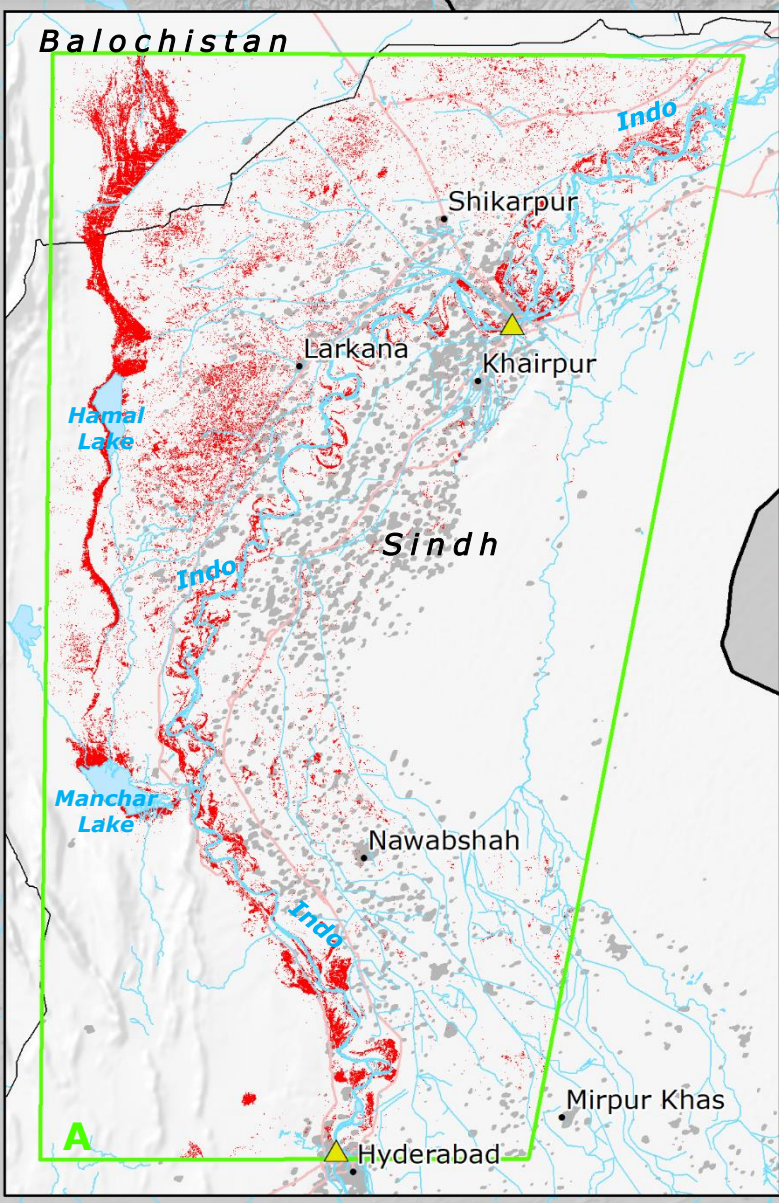 Balochistan
Indo
Shikarpur
Larkana
Khairpur
Hamal
Lake
Sindh
Indo
Manchar
Lake
Nawabshah
Indo
Mirpur Khas
A
Hyderabad